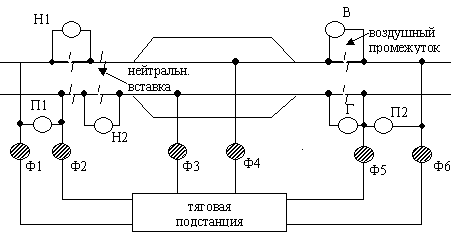 Н1
В
воздушный
промежуток
нейтральн.
вставка
П1
Н2
Г
П2
Ф1
Ф2
Ф3
Ф4
Ф5
Ф6
тяговая
подстанция